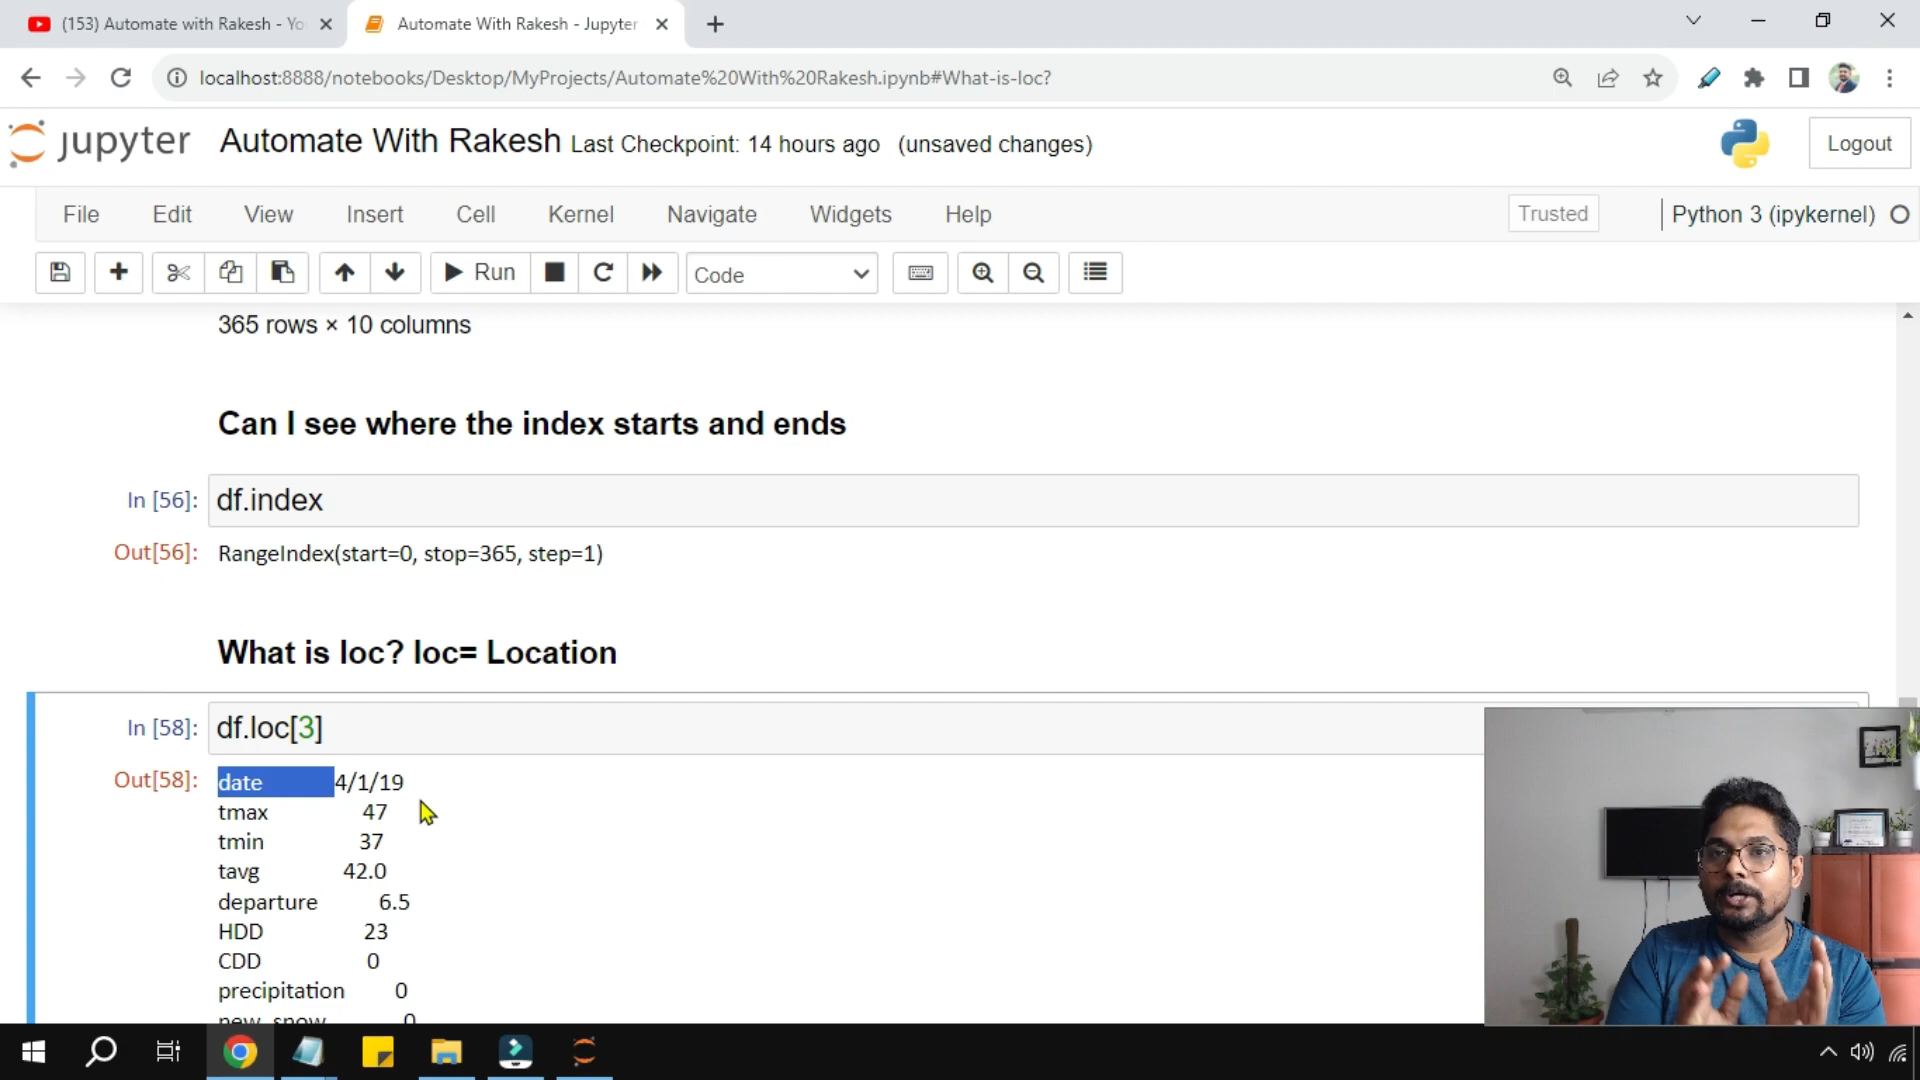 (153) Automate with Rakesh - Yo
Automate With Rakesh - Jupyter
localhost:8888/notebooks/Desktop/MyProjects/Automate%20With%20Rakesh.ipynb#What-is-loc?
jupyter Automate With Rakesh Last Checkpoint: 14 hours ago (unsaved changes)
Logout
File Edit View Insert Cell Kernel Navigate Widgets Help
Trusted
Python 3 (ipykernel)
Run
Code
365 rows × 10 columns
Can I see where the index starts and ends
In [56]: df.index
Out[56]: RangeIndex(start=0, stop=365, step=1)
What is loc? loc= Location
In [58]: df.loc[3]
Out[58]: date 4/1/19
tmax 47
tmin 37
tavg 42.0
departure 6.5
HDD 23
CDD 0
precipitation 0
new_snow 0